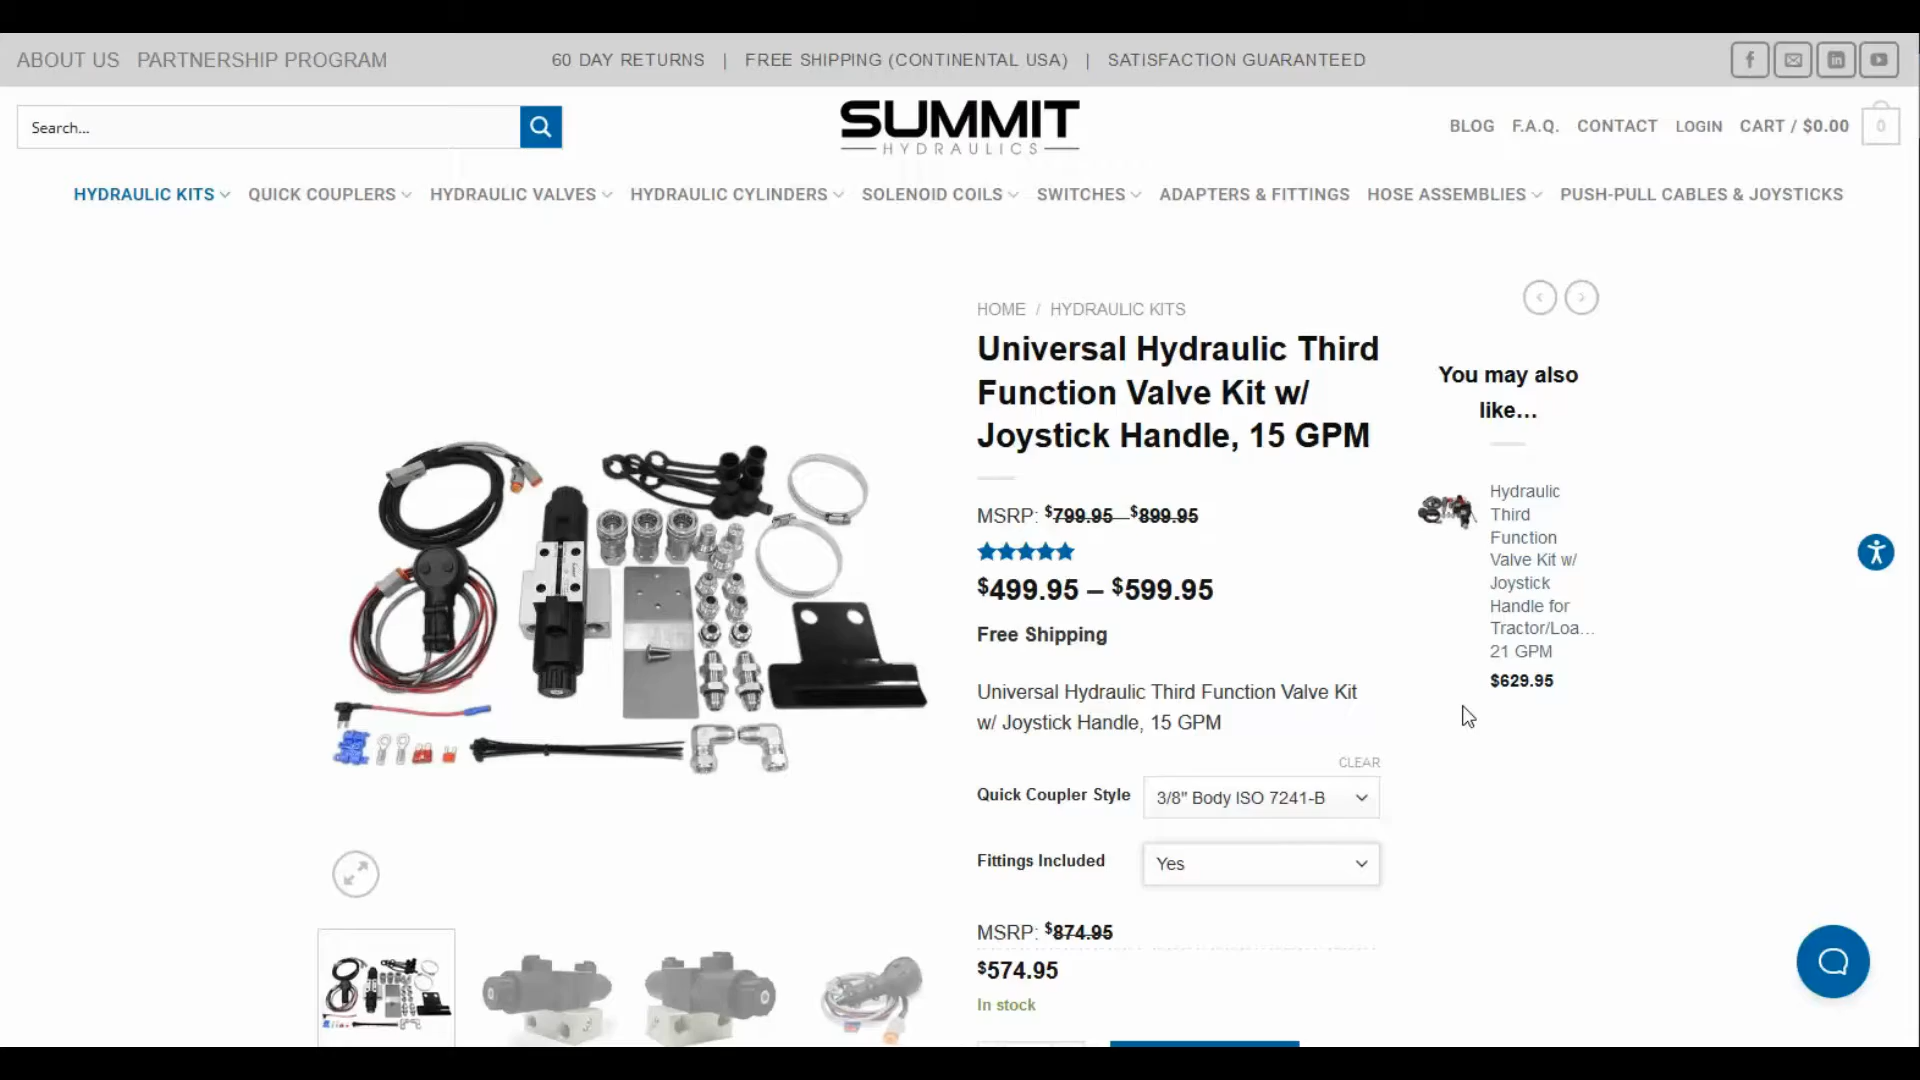 ABOUT US PARTNERSHIP PROGRAM 60 DAY RETURNS | FREE SHIPPING (CONTINENTAL USA) | SATISFACTION GUARANTEED
Search...
SUMMIT
HYDRAULICS
BLOG F.A.Q. CONTACT LOGIN CART / $0.00 0
HYDRAULIC KITS QUICK COUPLERS HYDRAULIC VALVES HYDRAULIC CYLINDERS SOLENOID COILS SWITCHES ADAPTERS & FITTINGS HOSE ASSEMBLIES PUSH-PULL CABLES & JOYSTICKS
HOME / HYDRAULIC KITS
Universal Hydraulic Third
Function Valve Kit w/
Joystick Handle, 15 GPM
MSRP: $799.95 – $899.95
$499.95 – $599.95
Free Shipping
Universal Hydraulic Third Function Valve Kit
w/ Joystick Handle, 15 GPM
CLEAR
Quick Coupler Style 3/8" Body ISO 7241-B
Fittings Included Yes
MSRP: $874.95
$574.95
In stock
You may also
like…
Hydraulic
Third
Function
Valve Kit w/
Joystick
Handle for
Tractor/Loa...
21 GPM
$629.95